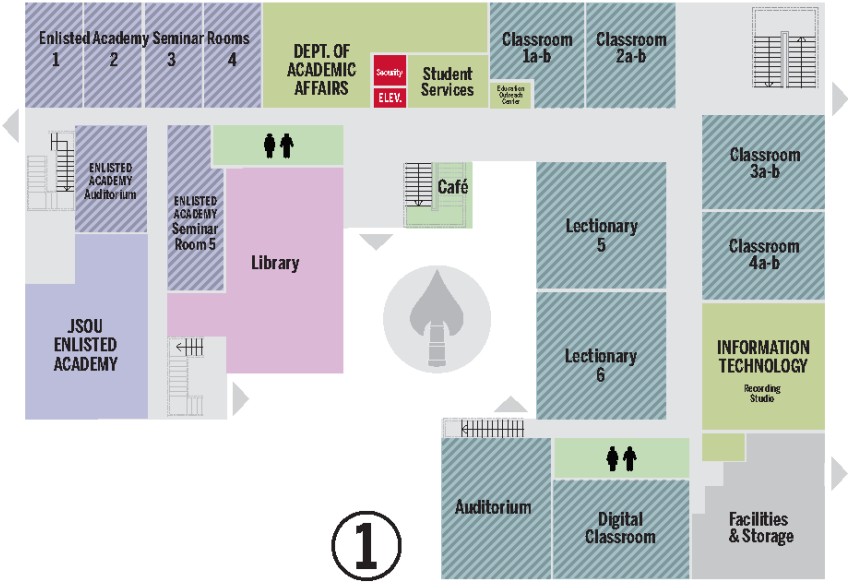 Enlisted Academy Seminar Rooms
1 2 3 4
DEPT. OF
ACADEMIC
AFFAIRS
Security
ELEV.
Student
Services
Classroom
1a-b
Classroom
2a-b
Education
Outreach
Center
ENLISTED
ACADEMY
Auditorium
ENLISTED
ACADEMY
Seminar
Room 5
Library
Café
Lectionary
5
Classroom
3a-b
Classroom
4a-b
JSOU
ENLISTED
ACADEMY
Lectionary
6
INFORMATION
TECHNOLOGY
Recording
Studio
Auditorium
Digital
Classroom
Facilities
& Storage
1